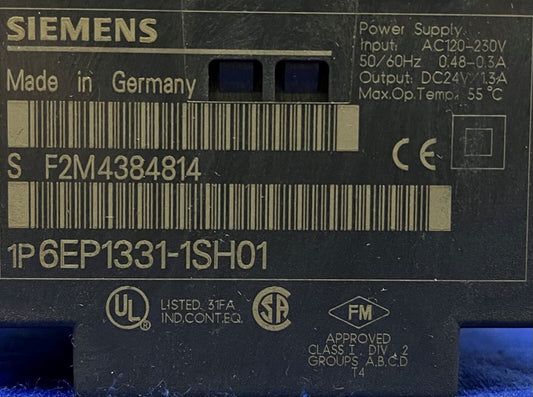 SIEMENS
Power Supply
Input: AC120-230V
50/60Hz 0.48-0.3A
Output: DC24V/1.3A
Max.Op.Temp. 55°C
Made in Germany
CE
S F2M4384814
1P 6EP1331-1SH01
UL
®
LISTED 31FA
IND.CONT.EQ.
SA
FM
APPROVED
CLASS I, DIV. 2
GROUPS A,B,C,D
T4